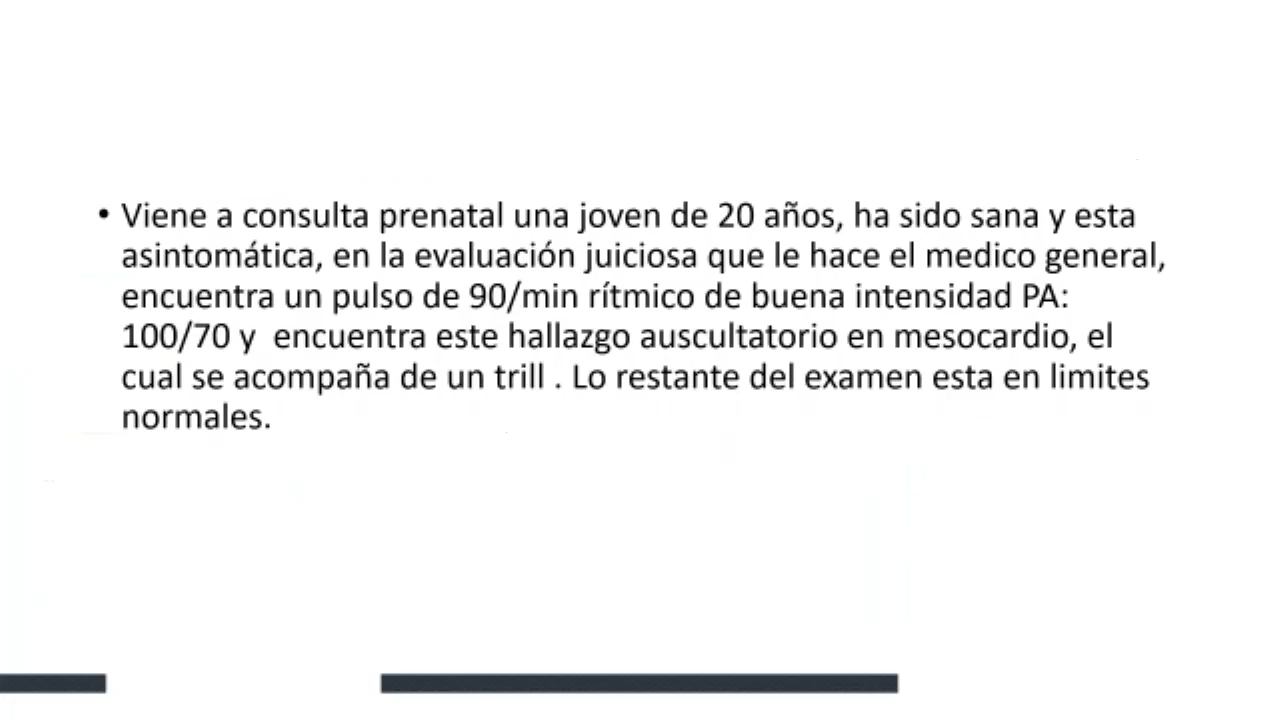 • Viene a consulta prenatal una joven de 20 años, ha sido sana y esta
asintomática, en la evaluación juiciosa que le hace el medico general,
encuentra un pulso de 90/min rítmico de buena intensidad PA:
100/70 y  encuentra este hallazgo auscultatorio en mesocardio, el
cual se acompaña de un trill . Lo restante del examen esta en limites
normales.